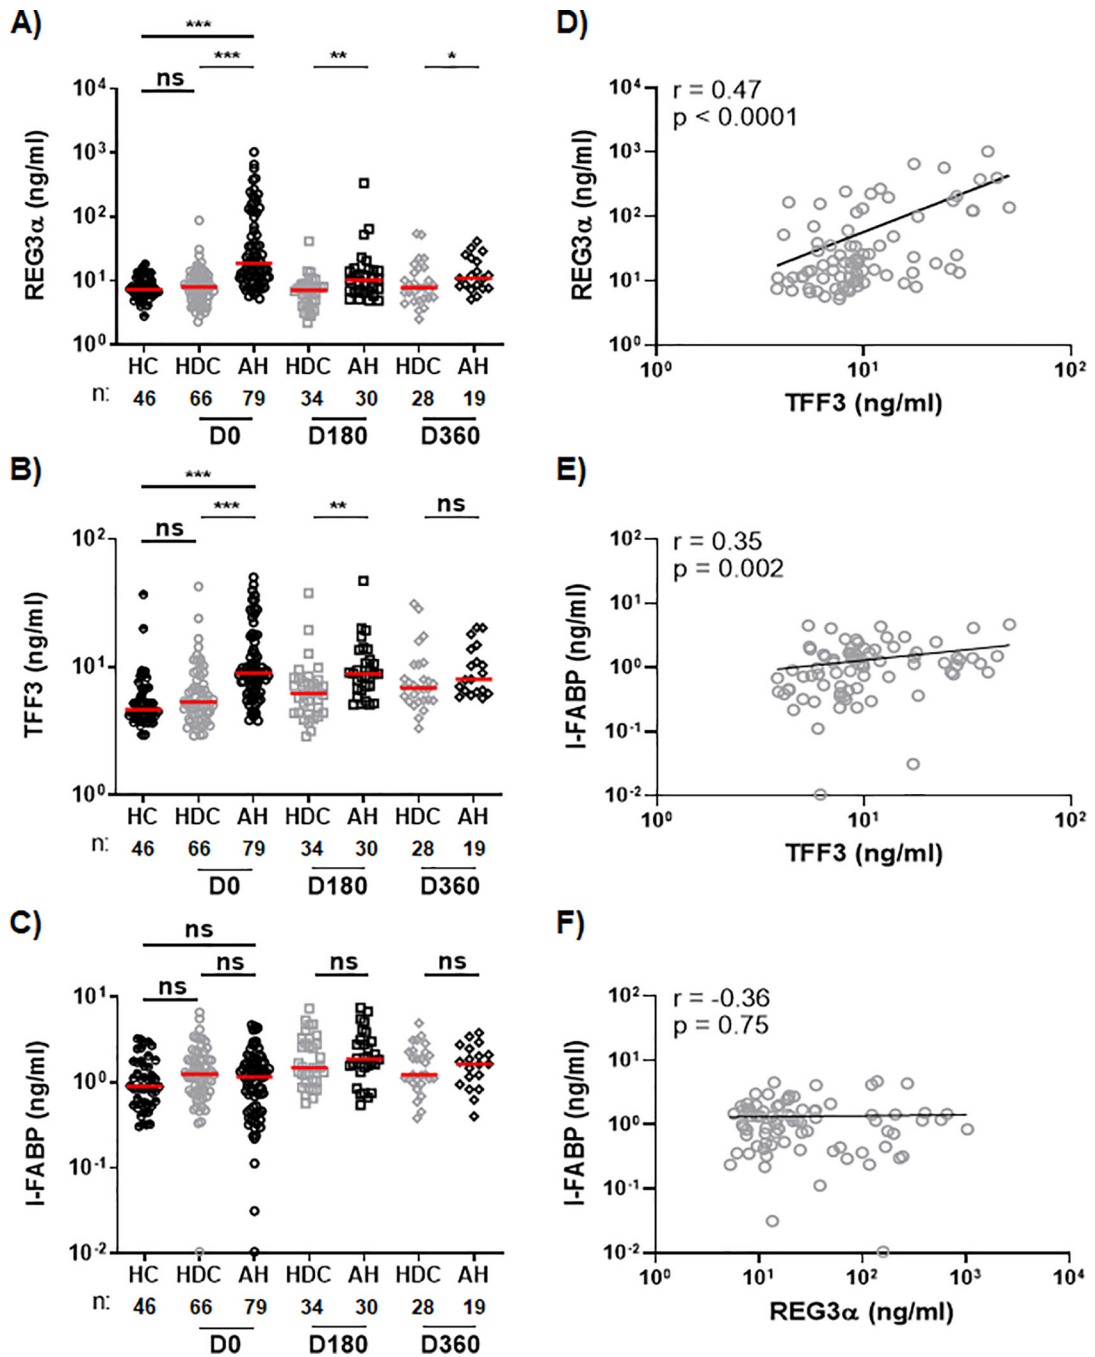 A)
***
***
**
*
ns
10⁴
10³
10²
10¹
10⁰
REG3α (ng/ml)
HC HDC AH HDC AH HDC AH
n: 46 66 79 34 30 28 19
D0 D180 D360
D)
r = 0.47
p < 0.0001
10⁴
10³
10²
10¹
10⁰
REG3α (ng/ml)
10⁰ 10¹ 10²
TFF3 (ng/ml)
B)
***
***
**
ns
ns
10²
10¹
10⁰
TFF3 (ng/ml)
HC HDC AH HDC AH HDC AH
n: 46 66 79 34 30 28 19
D0 D180 D360
E)
r = 0.35
p = 0.002
10²
10¹
10⁰
10⁻¹
10⁻²
I-FABP (ng/ml)
10⁰ 10¹ 10²
TFF3 (ng/ml)
C)
ns
ns
ns
ns
ns
10¹
10⁰
10⁻¹
10⁻²
I-FABP (ng/ml)
HC HDC AH HDC AH HDC AH
n: 46 66 79 34 30 28 19
D0 D180 D360
F)
r = -0.36
p = 0.75
10²
10¹
10⁰
10⁻¹
10⁻²
I-FABP (ng/ml)
10⁰ 10¹ 10² 10³ 10⁴
REG3α (ng/ml)